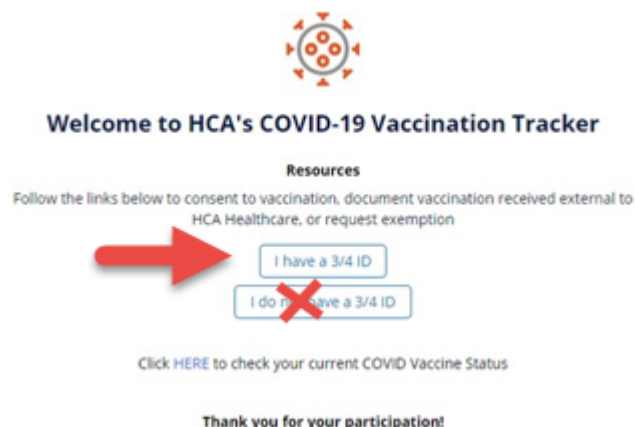 Welcome to HCA's COVID-19 Vaccination Tracker
Resources
Follow the links below to consent to vaccination, document vaccination received external to
HCA Healthcare, or request exemption
I have a 3/4 ID
I do not have a 3/4 ID
Click HERE to check your current COVID Vaccine Status
Thank you for your participation!